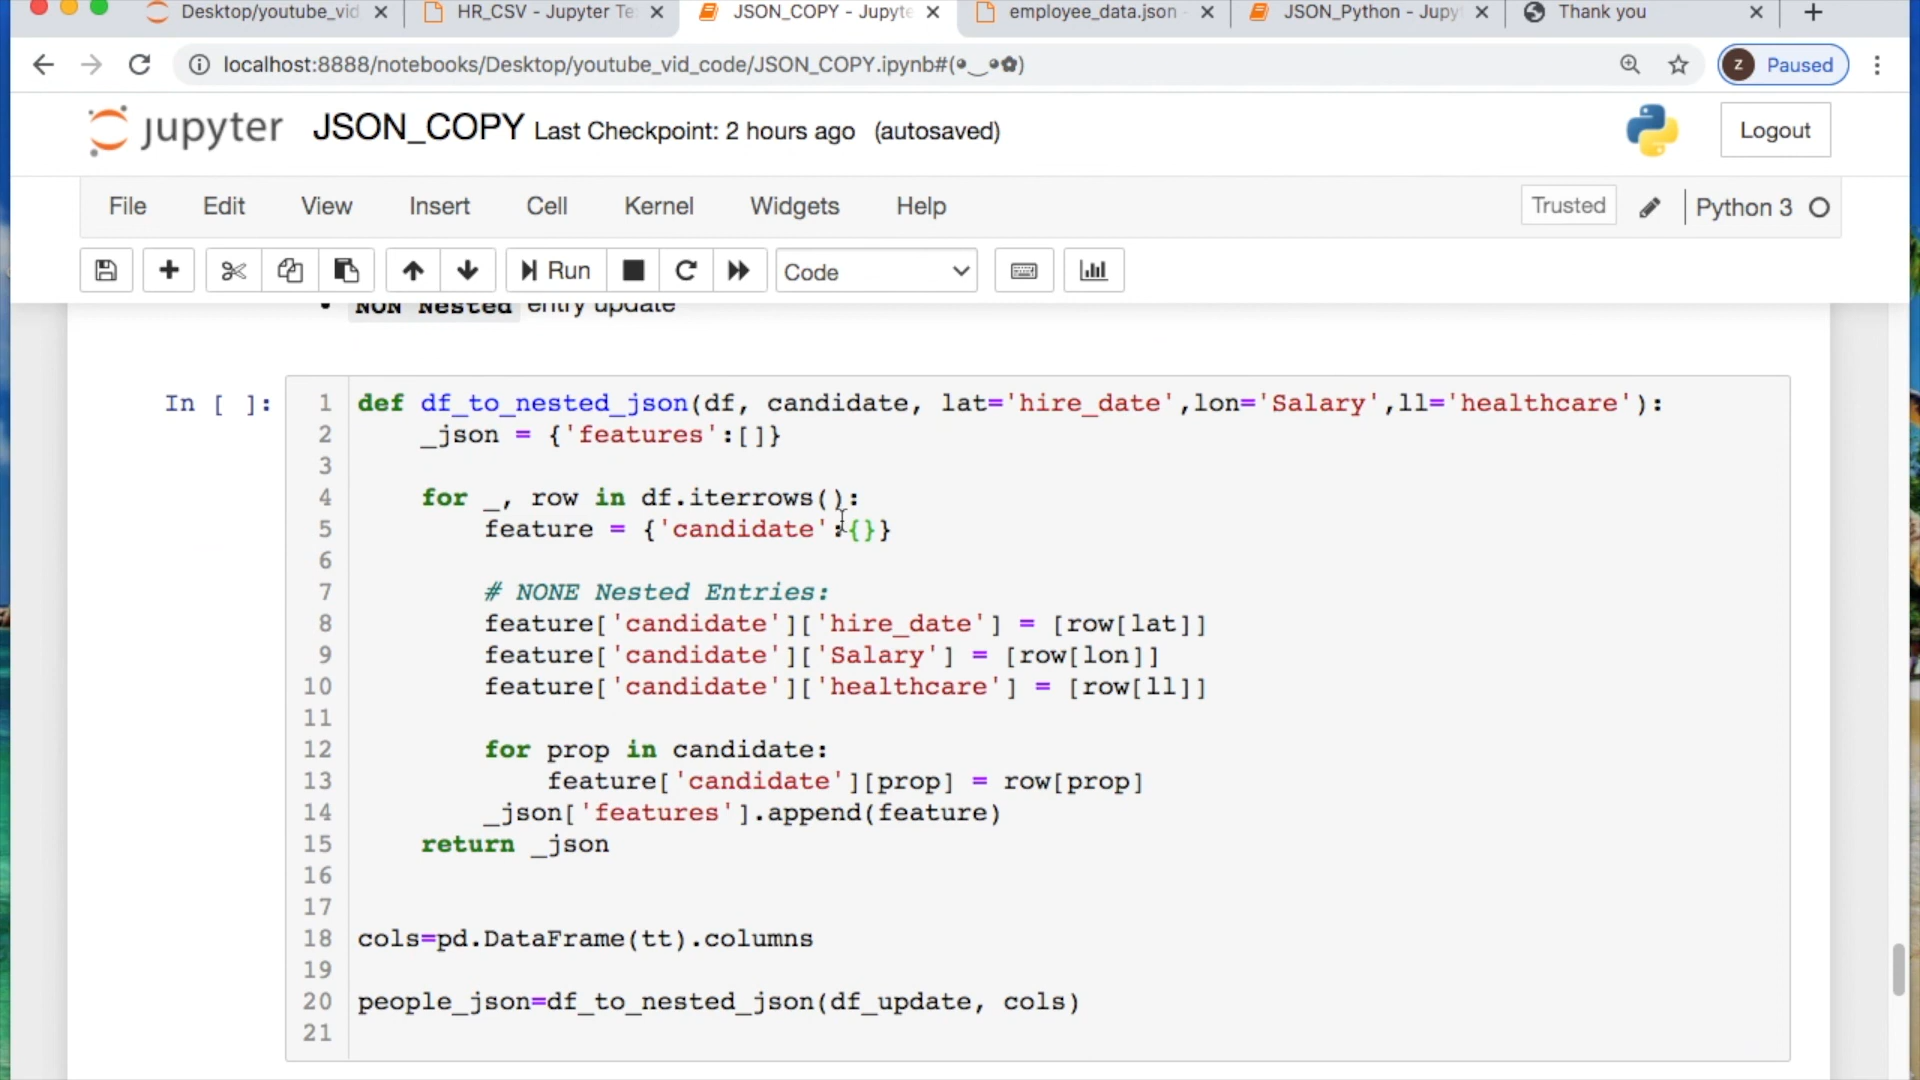 Desktop/youtube_vid HR_CSV - Jupyter Te JSON_COPY - Jupyte employee_data.json JSON_Python - Jupy Thank you
localhost:8888/notebooks/Desktop/youtube_vid_code/JSON_COPY.ipynb#(◕‿◕✿) Z Paused
jupyter JSON_COPY Last Checkpoint: 2 hours ago (autosaved) Logout
File Edit View Insert Cell Kernel Widgets Help Trusted Python 3
Run Code
• NON Nested entry update
In [ ]: 1 def df_to_nested_json(df, candidate, lat='hire_date',lon='Salary',ll='healthcare'):
2 _json = {'features':[]}
3
4 for _, row in df.iterrows():
5 feature = {'candidate':{}}
6
7 # NONE Nested Entries:
8 feature['candidate']['hire_date'] = [row[lat]]
9 feature['candidate']['Salary'] = [row[lon]]
10 feature['candidate']['healthcare'] = [row[ll]]
11
12 for prop in candidate:
13 feature['candidate'][prop] = row[prop]
14 _json['features'].append(feature)
15 return _json
16
17
18 cols=pd.DataFrame(tt).columns
19
20 people_json=df_to_nested_json(df_update, cols)
21